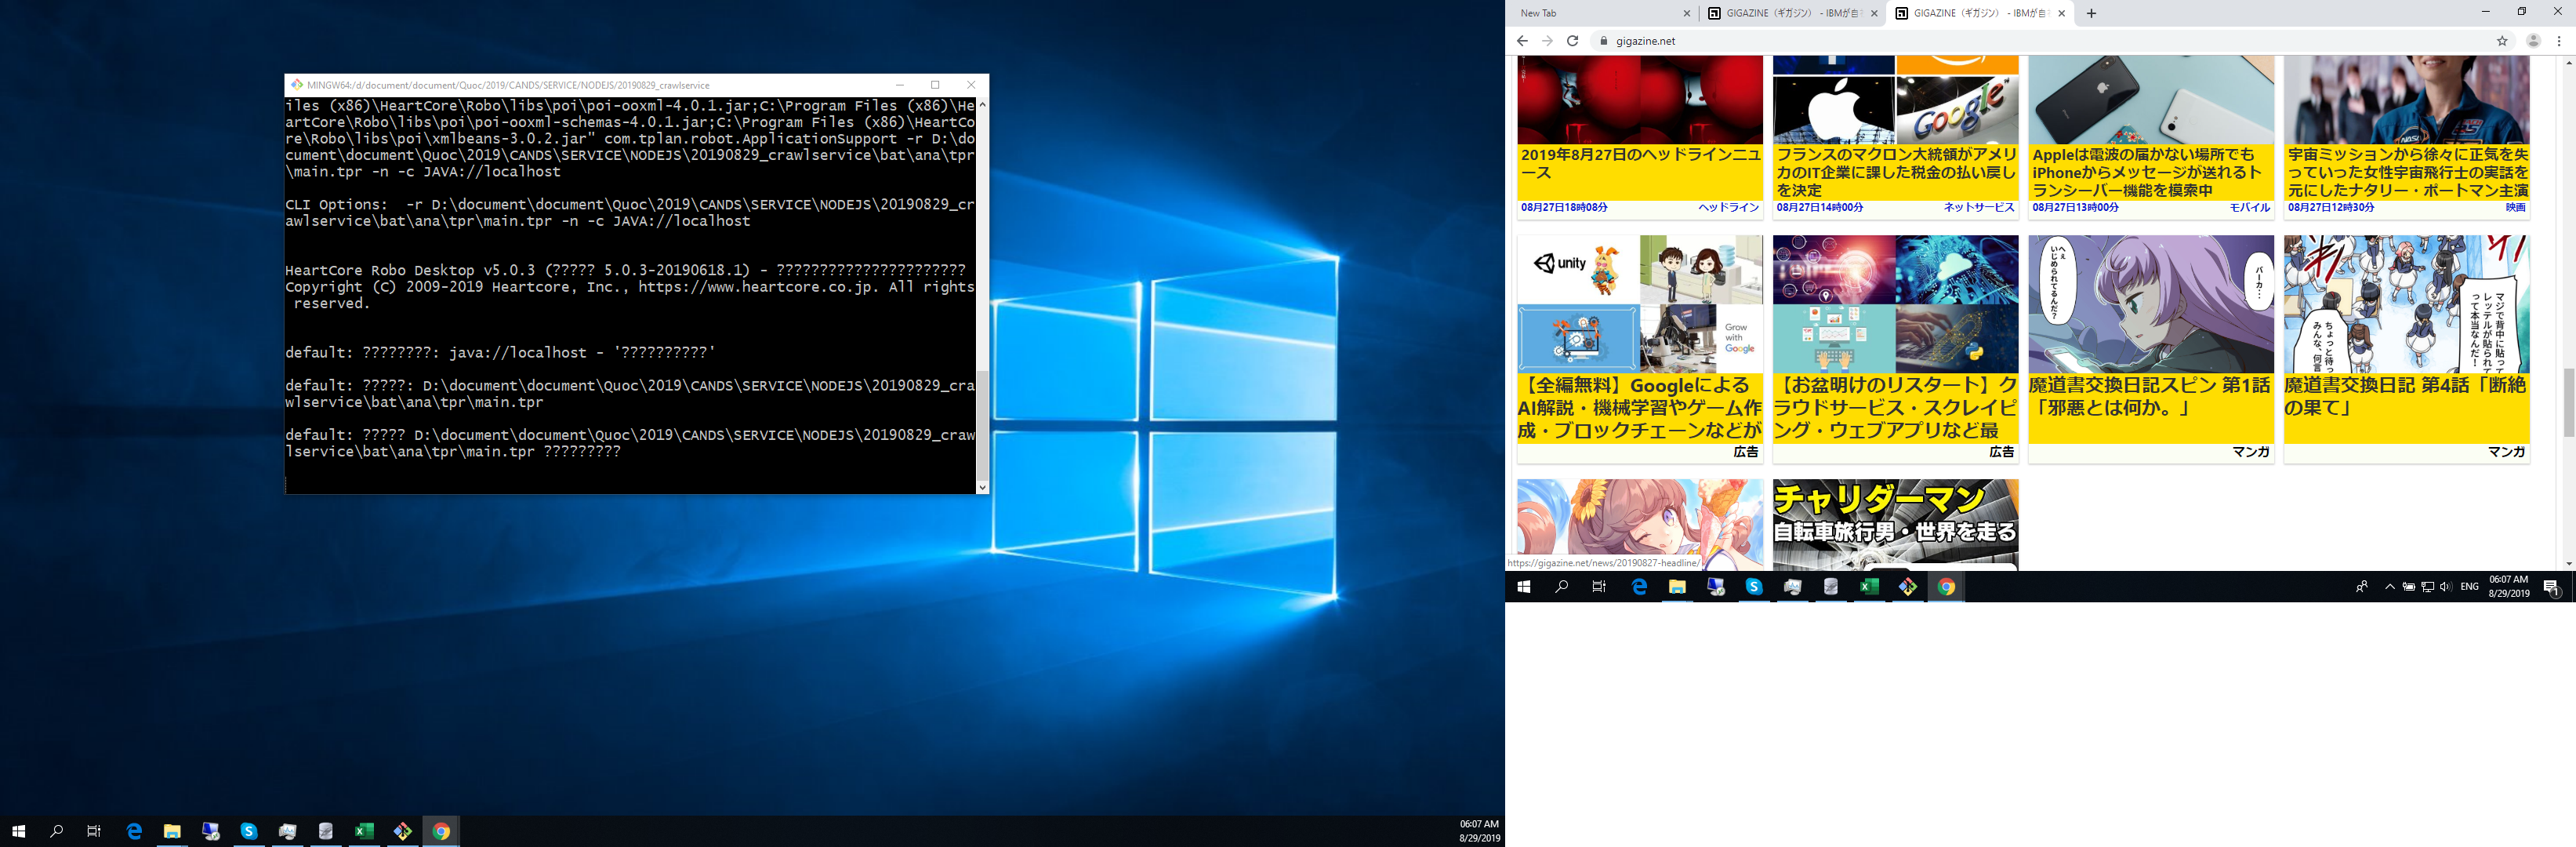 MINGW64:/d/document/document/Quoc/2019/CANDS/SERVICE/NODEJS/20190829_crawlservice
iles (x86)\HeartCore\Robo\libs\poi\poi-ooxml-4.0.1.jar;C:\Program Files (x86)\He
artCore\Robo\libs\poi\poi-ooxml-schemas-4.0.1.jar;C:\Program Files (x86)\HeartCo
re\Robo\libs\poi\xmlbeans-3.0.2.jar" com.tplan.robot.ApplicationSupport -r D:\do
cument\document\Quoc\2019\CANDS\SERVICE\NODEJS\20190829_crawlservice\bat\ana\tpr
\main.tpr -n -c JAVA://localhost
CLI Options:  -r D:\document\document\Quoc\2019\CANDS\SERVICE\NODEJS\20190829_cr
awlservice\bat\ana\tpr\main.tpr -n -c JAVA://localhost
HeartCore Robo Desktop v5.0.3 (????? 5.0.3-20190618.1) - ??????????????????????
Copyright (C) 2009-2019 Heartcore, Inc., https://www.heartcore.co.jp. All rights
reserved.
default: ????????: java://localhost - '??????????'
default: ?????: D:\document\document\Quoc\2019\CANDS\SERVICE\NODEJS\20190829_cra
wlservice\bat\ana\tpr\main.tpr
default: ????? D:\document\document\Quoc\2019\CANDS\SERVICE\NODEJS\20190829_craw
lservice\bat\ana\tpr\main.tpr ?????????
06:07 AM
8/29/2019
New Tab
GIGAZINE（ギガジン） - IBMが自
GIGAZINE（ギガジン） - IBMが自
gigazine.net
Google
2019年8月27日のヘッドラインニュ
ース
08月27日18時08分 ヘッドライン
フランスのマクロン大統領がアメリ
カのIT企業に課した税金の払い戻し
を決定
08月27日14時00分 ネットサービス
Appleは電波の届かない場所でも
iPhoneからメッセージが送れるト
ランシーバー機能を模索中
08月27日13時00分 モバイル
宇宙ミッションから徐々に正気を失
っていった女性宇宙飛行士の実話を
元にしたナタリー・ポートマン主演
08月27日12時30分 映画
unity
Grow
with
Google
【全編無料】Googleによる
AI解説・機械学習やゲーム作
成・ブロックチェーンなどが
広告
【お盆明けのリスタート】ク
ラウドサービス・スクレイピ
ング・ウェブアプリなど最
広告
へぇ
いじめられてるんだ？
バーカ…
魔道書交換日記スピン 第1話
「邪悪とは何か。」
マンガ
マジで背中に貼って
レッテルが貼られて
って本当なんだ！
ちょっと待っ
みんな、何言
魔道書交換日記 第4話「断絶
の果て」
マンガ
チャリダーマン
自転車旅行男・世界を走る
https://gigazine.net/news/20190827-headline/
ENG
06:07 AM
8/29/2019
1